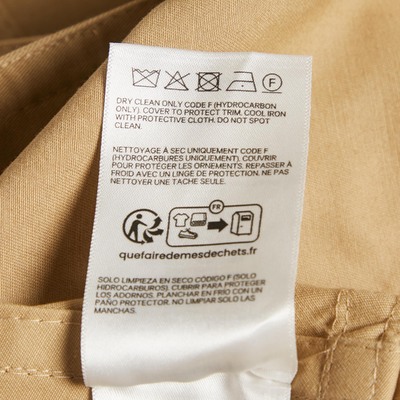 DRY CLEAN ONLY CODE F (HYDROCARBON
ONLY). COVER TO PROTECT TRIM. COOL IRON
WITH PROTECTIVE CLOTH. DO NOT SPOT
CLEAN.
NETTOYAGE À SEC UNIQUEMENT CODE F
(HYDROCARBURES UNIQUEMENT). COUVRIR
POUR PROTÉGER LES ORNEMENTS. REPASSER À
FROID AVEC UN LINGE DE PROTECTION. NE PAS
NETTOYER UNE TACHE SEULE.
FR
quefairedemesdechets.fr
SOLO LIMPIEZA EN SECO CÓDIGO F (SOLO
HIDROCARBUROS). CUBRIR PARA PROTEGER
LOS ADORNOS. PLANCHAR EN FRÍO CON UN
PAÑO PROTECTOR. NO LIMPIAR SOLO LAS
MANCHAS.